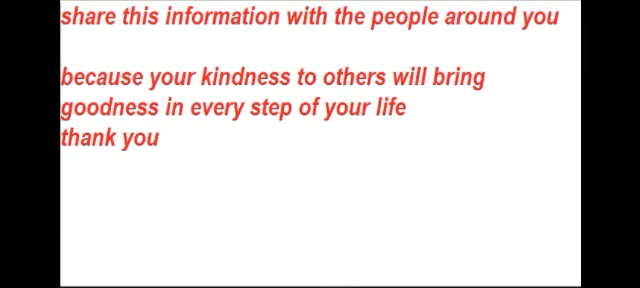 share this information with the people around you
because your kindness to others will bring
goodness in every step of your life
thank you